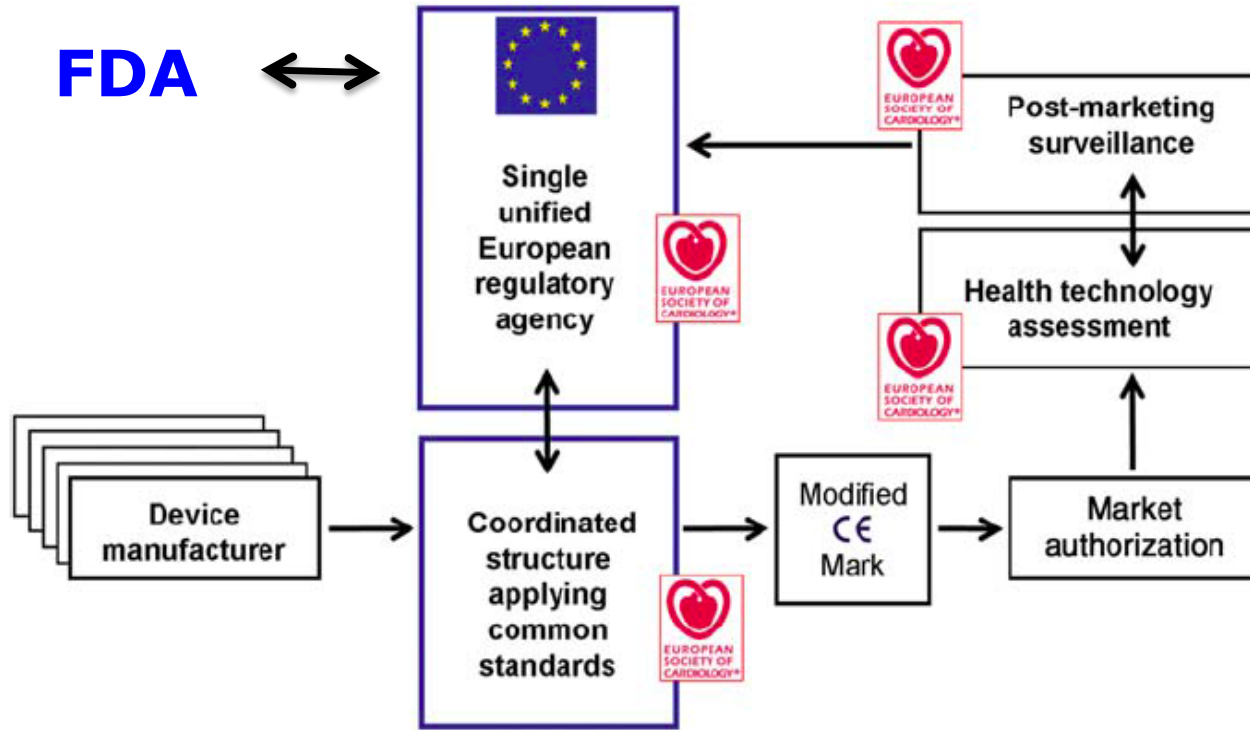 FDA
Single
unified
European
regulatory
agency
EUROPEAN
SOCIETY OF
CARDIOLOGY®
EUROPEAN
SOCIETY OF
CARDIOLOGY®
Post-marketing
surveillance
Health technology
assessment
EUROPEAN
SOCIETY OF
CARDIOLOGY®
Device
manufacturer
Coordinated
structure
applying
common
standards
EUROPEAN
SOCIETY OF
CARDIOLOGY®
Modified
CE
Mark
Market
authorization